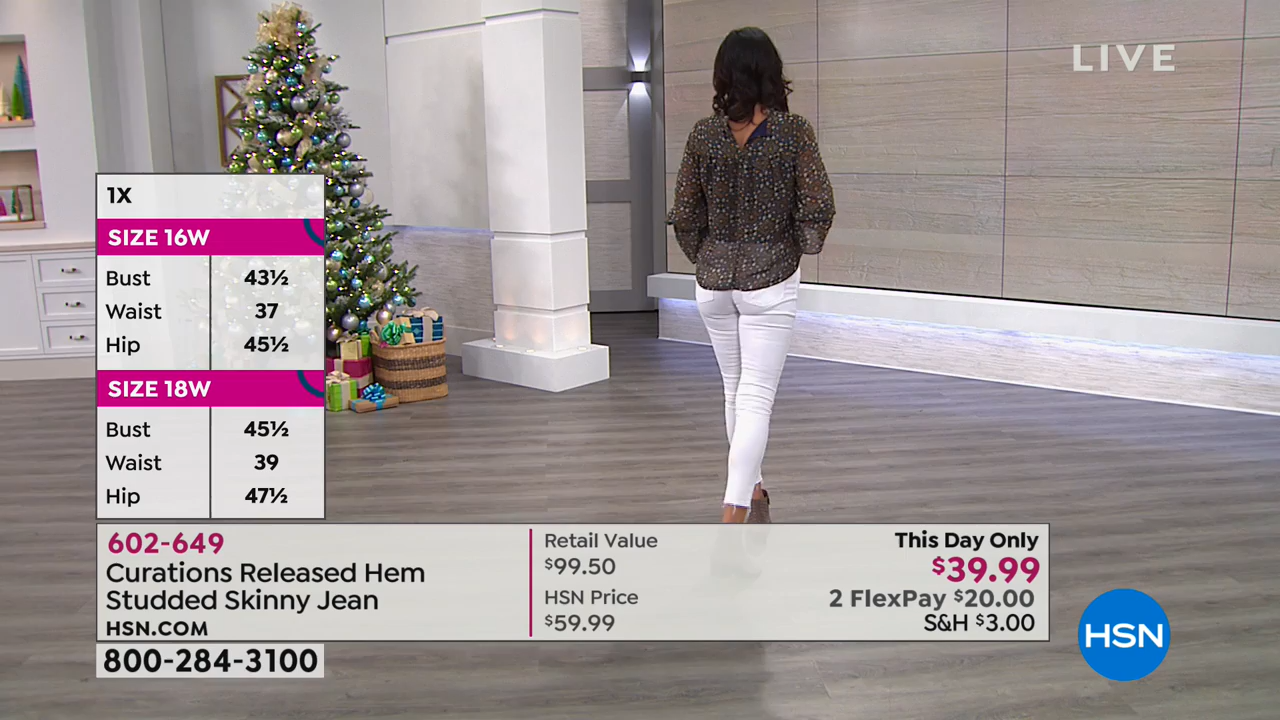 LIVE
1X
SIZE 16W
Bust 43½
Waist 37
Hip 45½
SIZE 18W
Bust 45½
Waist 39
Hip 47½
602-649
Curations Released Hem
Studded Skinny Jean
HSN.COM
Retail Value
$99.50
HSN Price
$59.99
This Day Only
$39.99
2 FlexPay $20.00
S&H $3.00
800-284-3100
HSN